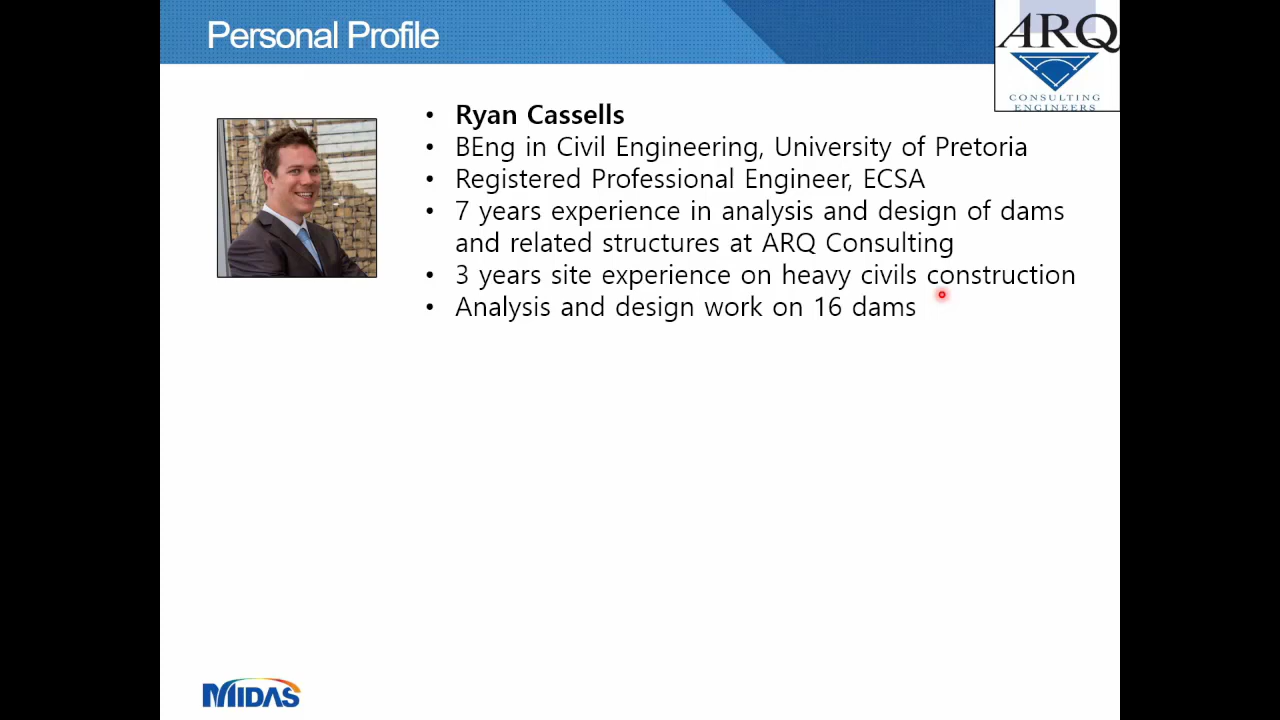 Personal Profile
ARQ
CONSULTING
ENGINEERS
• Ryan Cassells
• BEng in Civil Engineering, University of Pretoria
• Registered Professional Engineer, ECSA
• 7 years experience in analysis and design of dams
and related structures at ARQ Consulting
• 3 years site experience on heavy civils construction
• Analysis and design work on 16 dams
MIDAS